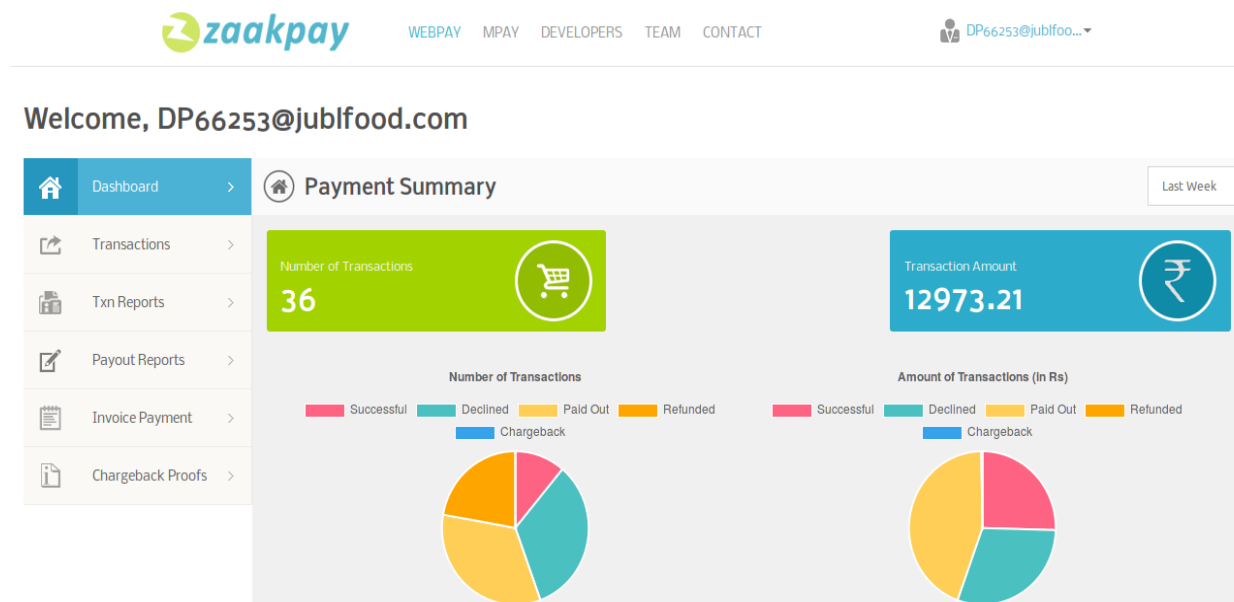 zaakpay WEBPAY MPAY DEVELOPERS TEAM CONTACT DP66253@jublfoo...
Welcome, DP66253@jublfood.com
Dashboard
Transactions
Txn Reports
Payout Reports
Invoice Payment
Chargeback Proofs
Payment Summary
Last Week
Number of Transactions
36
Transaction Amount
12973.21
₹
Number of Transactions
Successful Declined Paid Out Refunded
Chargeback
Amount of Transactions (in Rs)
Successful Declined Paid Out Refunded
Chargeback